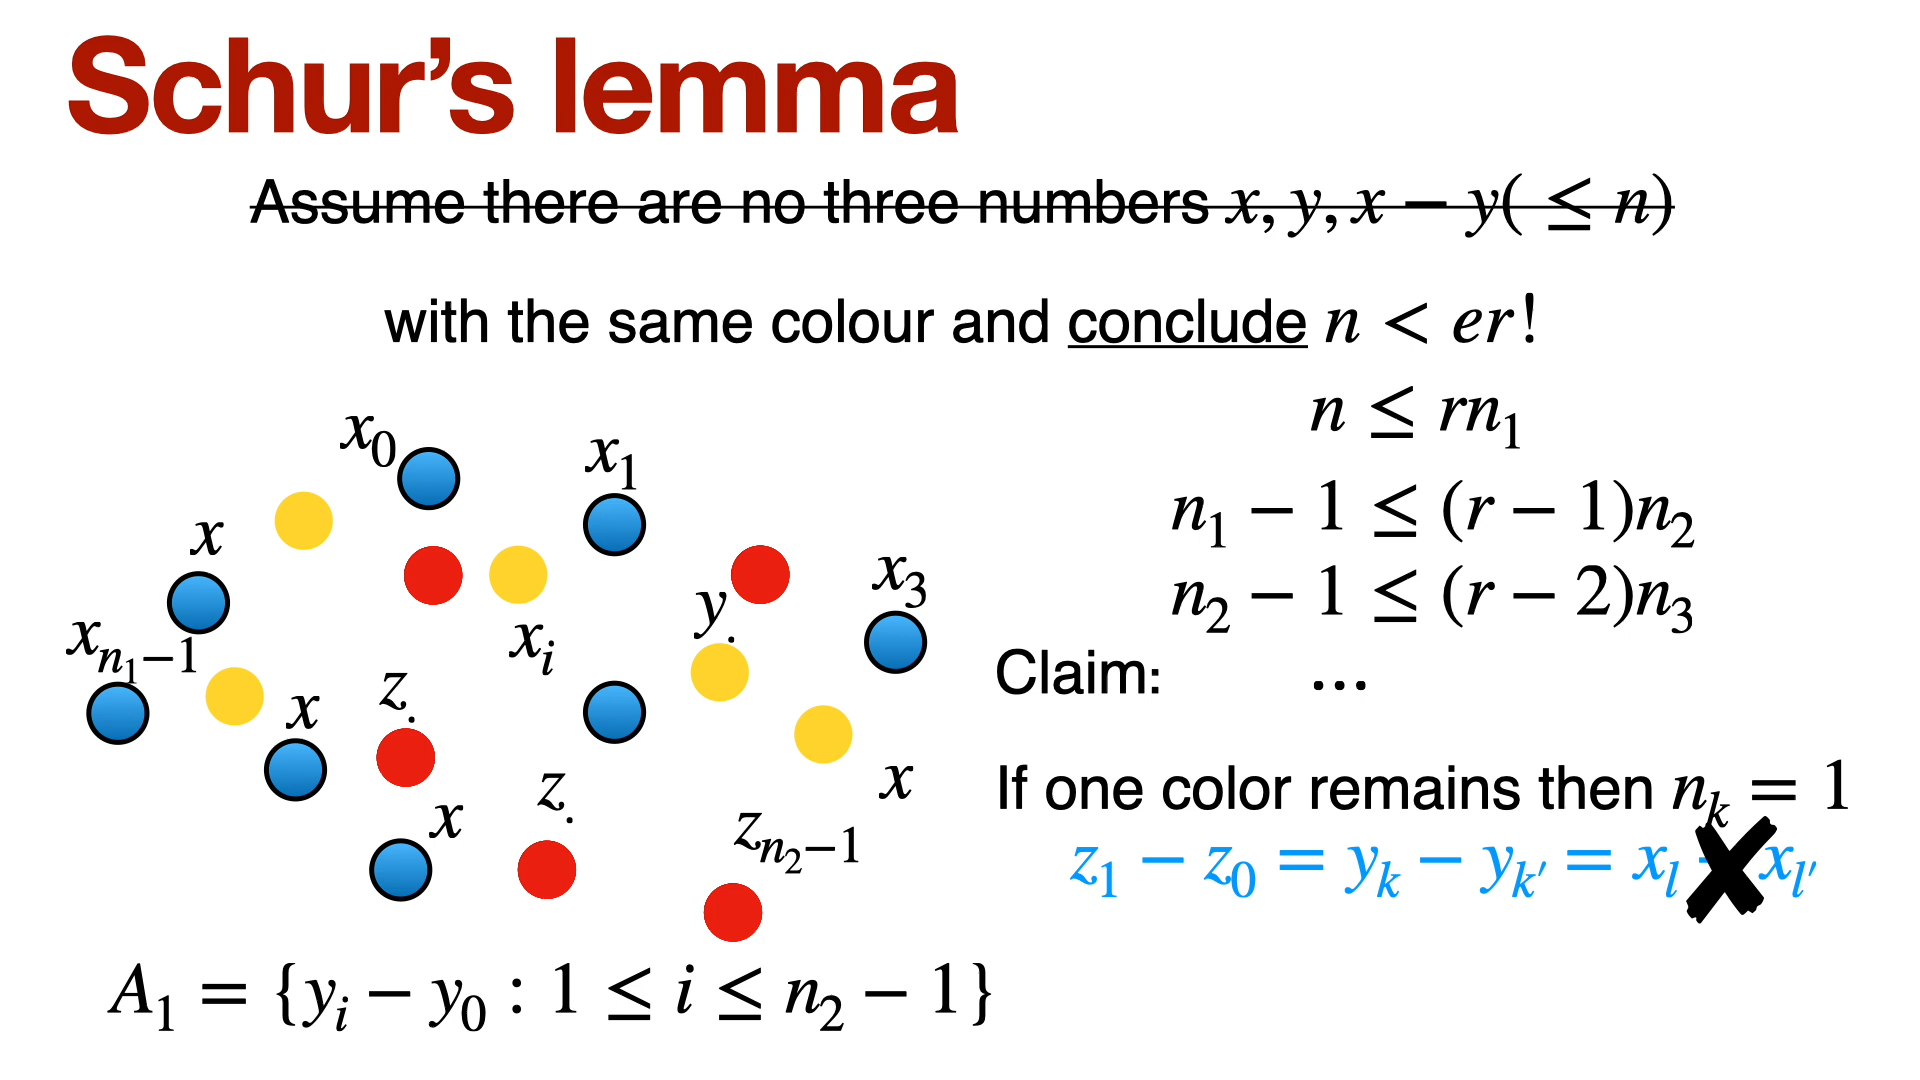 Schur’s lemma
Assume there are no three numbers x, y, x − y( ≤ n)
with the same colour and conclude n < er!
n ≤ rn₁
n₁ − 1 ≤ (r − 1)n₂
n₂ − 1 ≤ (r − 2)n₃
Claim: …
If one color remains then nₖ = 1
z₁ − z₀ = yₖ − yₖ′ = xₗ − xₗ′
x₀
x₁
x
x₃
y.
xᵢ
xₙ₁₋₁
z.
x
x
z.
x
zₙ₂₋₁
A₁ = {yᵢ − y₀ : 1 ≤ i ≤ n₂ − 1}